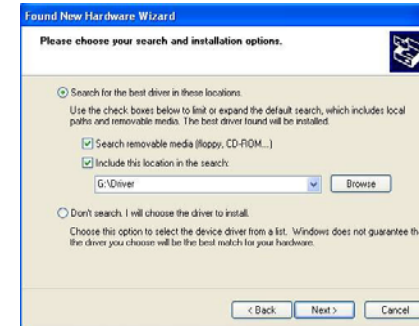 Found New Hardware Wizard
Please choose your search and installation options.
Search for the best driver in these locations.
Use the check boxes below to limit or expand the default search, which includes local
paths and removable media. The best driver found will be installed.
Search removable media (floppy, CD-ROM...)
Include this location in the search:
G:\Driver
Browse
Don't search. I will choose the driver to install.
Choose this option to select the device driver from a list. Windows does not guarantee th
the driver you choose will be the best match for your hardware.
< Back Next > Cancel